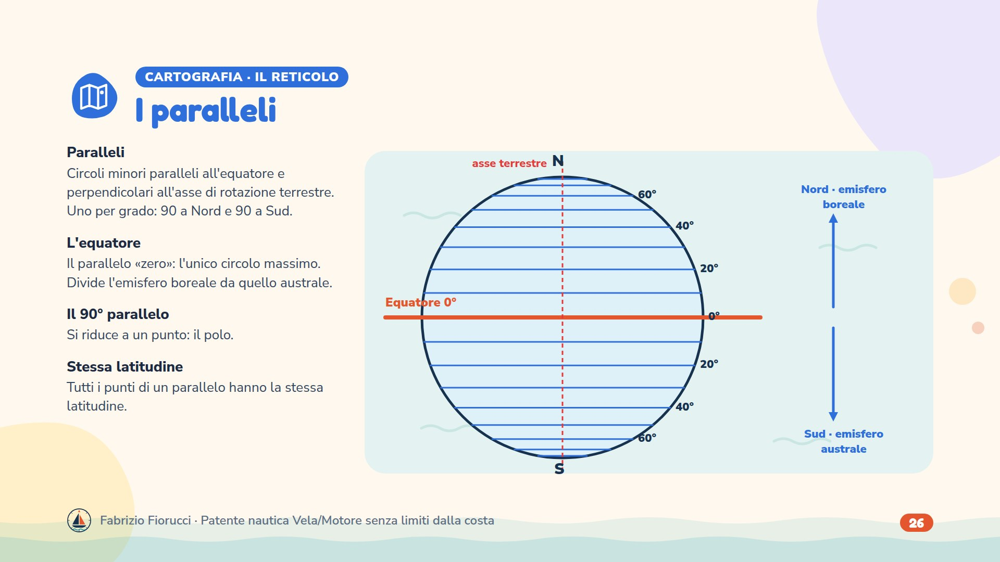 CARTOGRAFIA · IL RETICOLO
I paralleli
Paralleli
Circoli minori paralleli all'equatore e
perpendicolari all'asse di rotazione terrestre.
Uno per grado: 90 a Nord e 90 a Sud.
L'equatore
Il parallelo «zero»: l'unico circolo massimo.
Divide l'emisfero boreale da quello australe.
Il 90° parallelo
Si riduce a un punto: il polo.
Stessa latitudine
Tutti i punti di un parallelo hanno la stessa
latitudine.
asse terrestre
N
60°
40°
20°
Equatore 0°
0°
20°
40°
60°
S
Nord · emisfero
boreale
Sud · emisfero
australe
Fabrizio Fiorucci · Patente nautica Vela/Motore senza limiti dalla costa
26